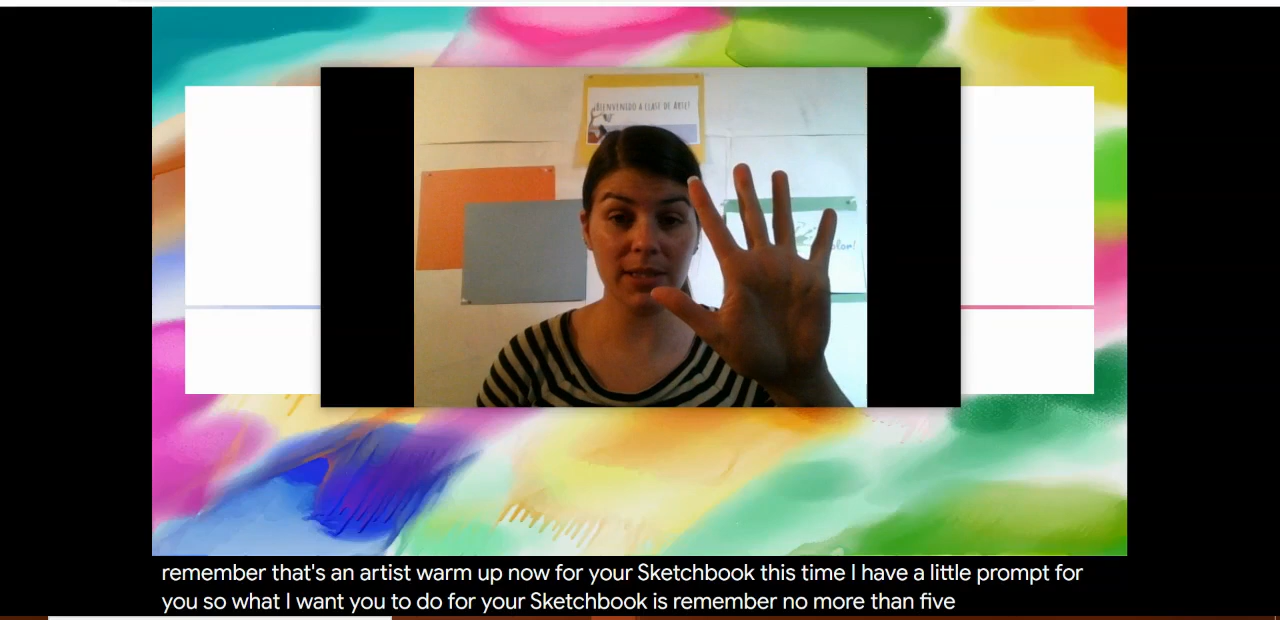 ¡BIENVENIDO A CLASE DE ARTE!
olor!
remember that's an artist warm up now for your Sketchbook this time I have a little prompt for
you so what I want you to do for your Sketchbook is remember no more than five